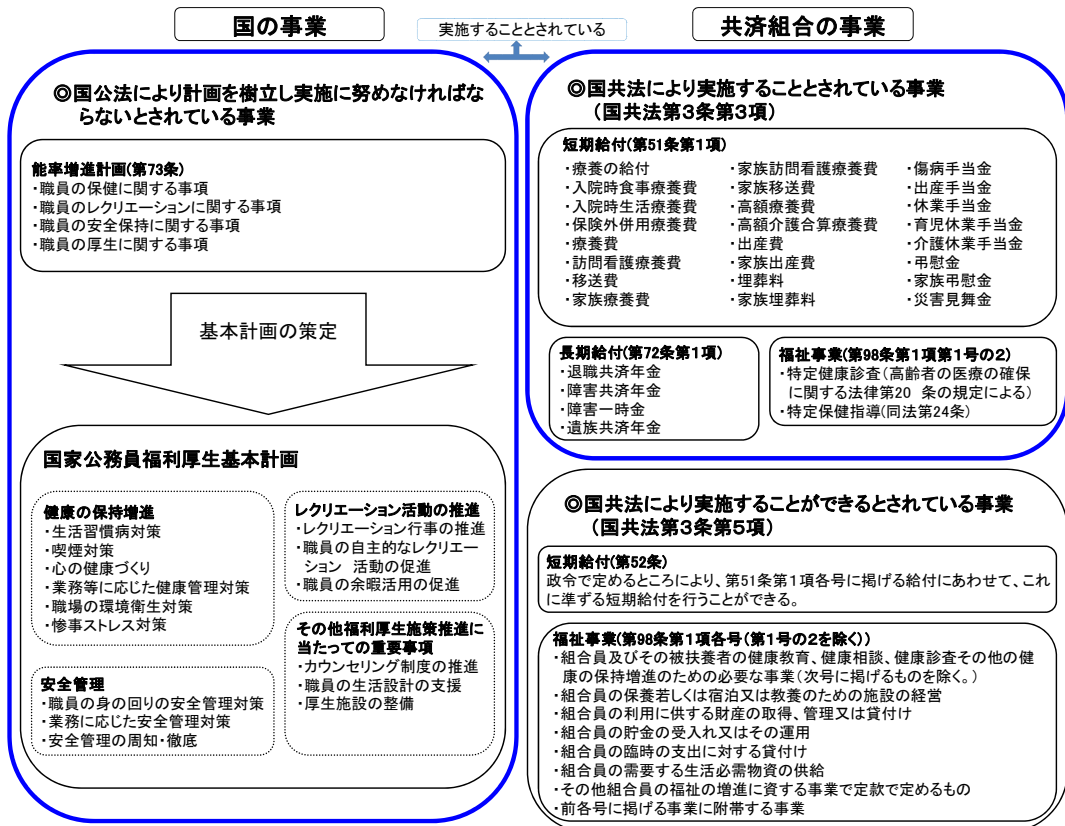 国の事業
実施することとされている
共済組合の事業
◎国公法により計画を樹立し実施に努めなければな
らないとされている事業
能率増進計画(第73条)
・職員の保健に関する事項
・職員のレクリエーションに関する事項
・職員の安全保持に関する事項
・職員の厚生に関する事項
基本計画の策定
国家公務員福利厚生基本計画
健康の保持増進
・生活習慣病対策
・喫煙対策
・心の健康づくり
・業務等に応じた健康管理対策
・職場の環境衛生対策
・惨事ストレス対策
安全管理
・職員の身の回りの安全管理対策
・業務に応じた安全管理対策
・安全管理の周知・徹底
レクリエーション活動の推進
・レクリエーション行事の推進
・職員の自主的なレクリエー
ション 活動の促進
・職員の余暇活用の促進
その他福利厚生施策推進に
当たっての重要事項
・カウンセリング制度の推進
・職員の生活設計の支援
・厚生施設の整備
◎国共法により実施することとされている事業
(国共法第3条第3項)
短期給付(第51条第1項)
・療養の給付
・入院時食事療養費
・入院時生活療養費
・保険外併用療養費
・療養費
・訪問看護療養費
・移送費
・家族療養費
・家族訪問看護療養費
・家族移送費
・高額療養費
・高額介護合算療養費
・出産費
・家族出産費
・埋葬料
・家族埋葬料
・傷病手当金
・出産手当金
・休業手当金
・育児休業手当金
・介護休業手当金
・弔慰金
・家族弔慰金
・災害見舞金
長期給付(第72条第1項)
・退職共済年金
・障害共済年金
・障害一時金
・遺族共済年金
福祉事業(第98条第1項第1号の2)
・特定健康診査(高齢者の医療の確保
に関する法律第20 条の規定による)
・特定保健指導(同法第24条)
◎国共法により実施することができるとされている事業
(国共法第3条第5項)
短期給付(第52条)
政令で定めるところにより、第51条第1項各号に掲げる給付にあわせて、これ
に準ずる短期給付を行うことができる。
福祉事業(第98条第1項各号(第1号の2を除く))
・組合員及びその被扶養者の健康教育、健康相談、健康診査その他の健
康の保持増進のための必要な事業(次号に掲げるものを除く。)
・組合員の保養若しくは宿泊又は教養のための施設の経営
・組合員の利用に供する財産の取得、管理又は貸付け
・組合員の貯金の受入れ又はその運用
・組合員の臨時の支出に対する貸付け
・組合員の需要する生活必需物資の供給
・その他組合員の福祉の増進に資する事業で定款で定めるもの
・前各号に掲げる事業に附帯する事業